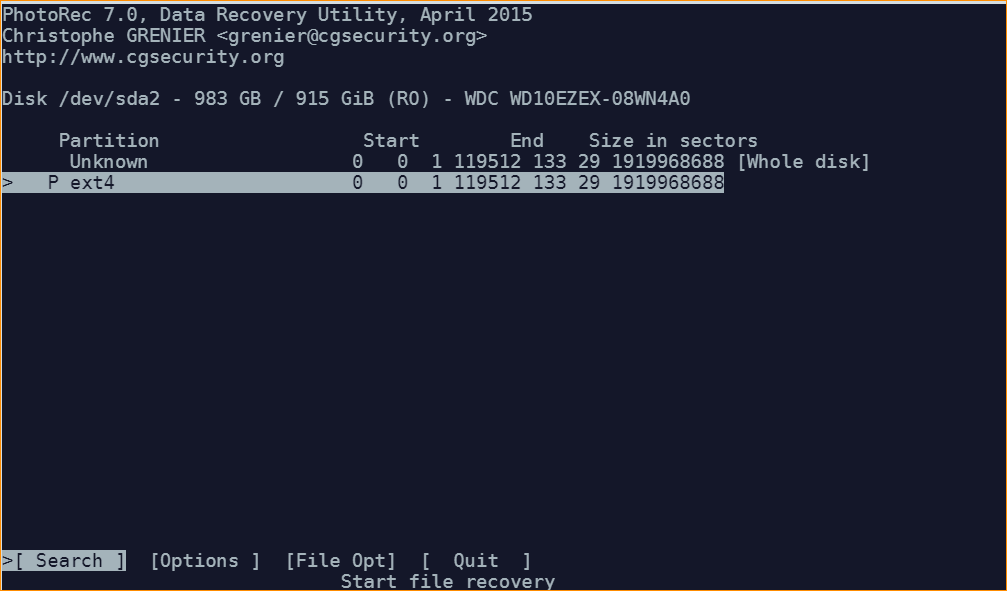 PhotoRec 7.0, Data Recovery Utility, April 2015
Christophe GRENIER <grenier@cgsecurity.org>
http://www.cgsecurity.org
Disk /dev/sda2 - 983 GB / 915 GiB (RO) - WDC WD10EZEX-08WN4A0
Partition Start End Size in sectors
Unknown 0 0 1 119512 133 29 1919968688 [Whole disk]
> P ext4 0 0 1 119512 133 29 1919968688
>[ Search ] [Options ] [File Opt] [ Quit ]
Start file recovery